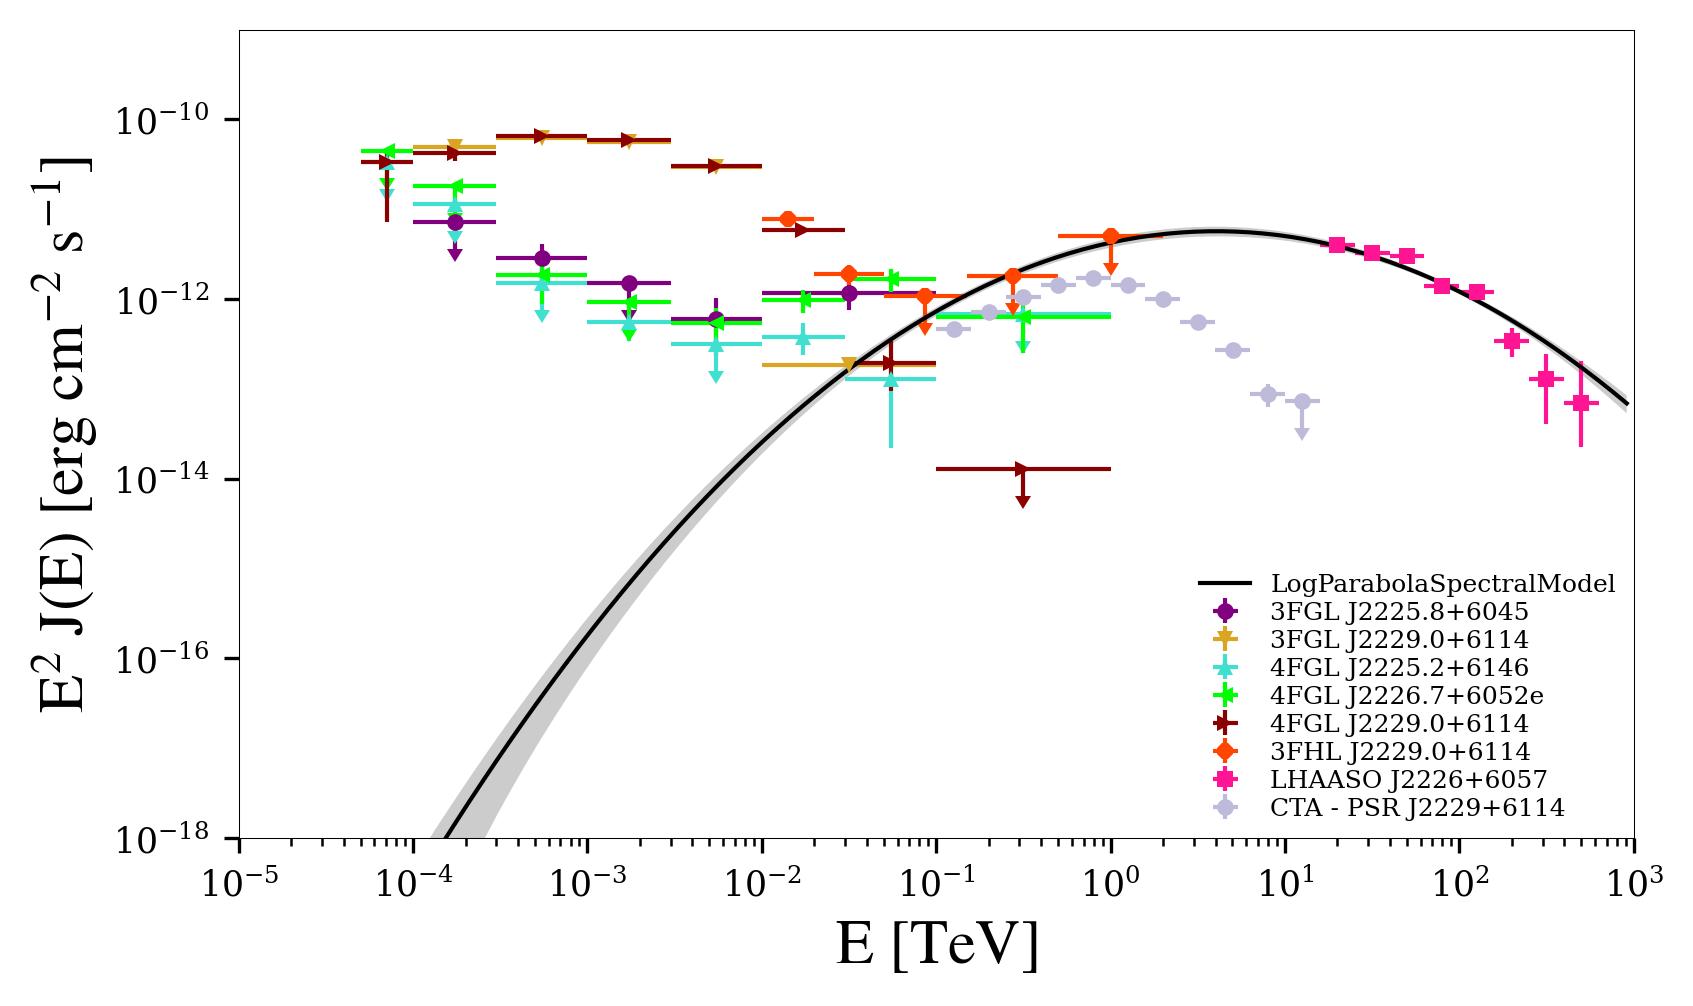 10⁻¹⁰
10⁻¹²
10⁻¹⁴
10⁻¹⁶
10⁻¹⁸
E² J(E) [erg cm⁻² s⁻¹]
LogParabolaSpectralModel
3FGL J2225.8+6045
3FGL J2229.0+6114
4FGL J2225.2+6146
4FGL J2226.7+6052e
4FGL J2229.0+6114
3FHL J2229.0+6114
LHAASO J2226+6057
CTA - PSR J2229+6114
10⁻⁵ 10⁻⁴ 10⁻³ 10⁻² 10⁻¹ 10⁰ 10¹ 10² 10³
E [TeV]